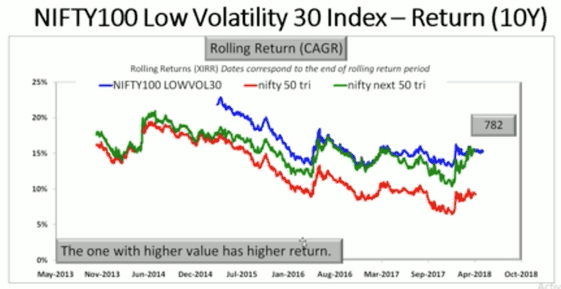 NIFTY100 Low Volatility 30 Index – Return (10Y)
Rolling Return (CAGR)
Rolling Returns (XIRR) Dates correspond to the end of rolling return period
NIFTY100 LOWVOL30 nifty 50 tri nifty next 50 tri
25%
20%
782
15%
10%
5%
The one with higher value has higher return.
0%
May-2013 Nov-2013 Jun-2014 Dec-2014 Jul-2015 Jan-2016 Aug-2016 Mar-2017 Sep-2017 Apr-2018 Oct-2018